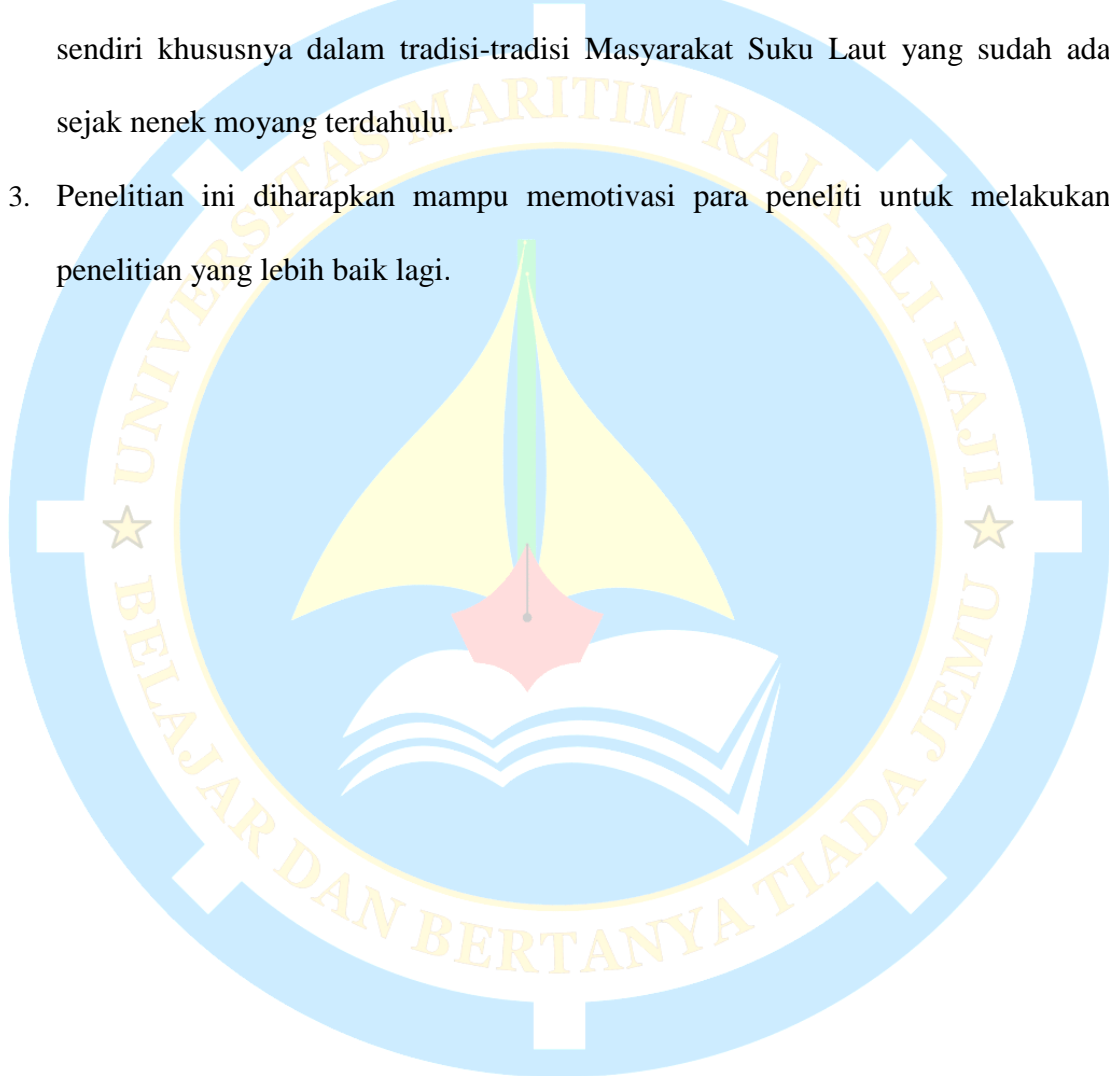 sendiri khususnya dalam tradisi-tradisi Masyarakat Suku Laut yang sudah ada
sejak nenek moyang terdahulu.
3. Penelitian ini diharapkan mampu memotivasi para peneliti untuk melakukan
penelitian yang lebih baik lagi.
UNIVERSITAS MARITIM RAJA ALI HAJI
BELAJAR DAN BERTANYA TIADA JEMU